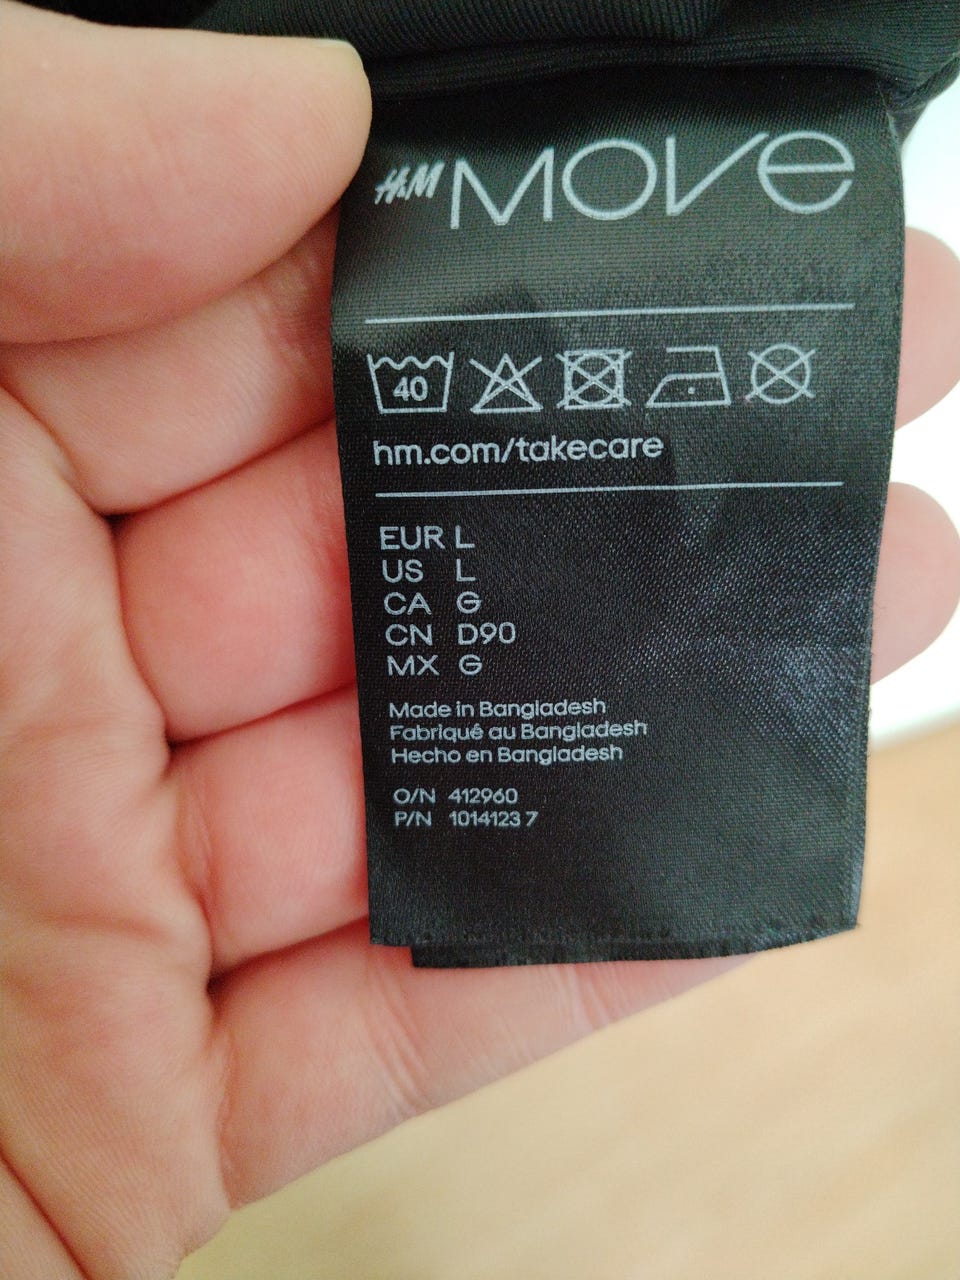 H&M MOVE
40
hm.com/takecare
EUR L
US L
CA G
CN D90
MX G
Made in Bangladesh
Fabriqué au Bangladesh
Hecho en Bangladesh
O/N 412960
P/N 1014123 7